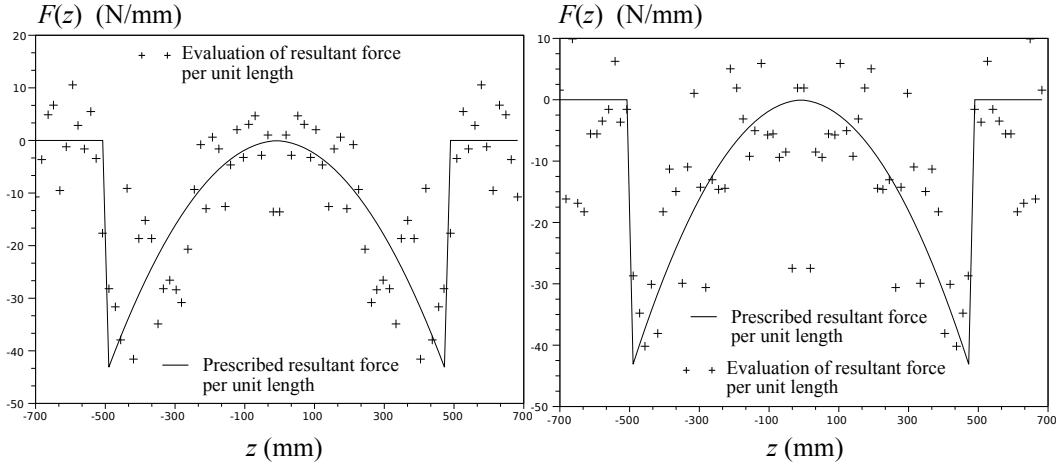 F(z) (N/mm)
20
10
0
-10
-20
-30
-40
-50
-700
-500
-300
-100
100
300
500
700
z (mm)
+ + Evaluation of resultant force
per unit length
Prescribed resultant force
per unit length
F(z) (N/mm)
10
0
-10
-20
-30
-40
-50
-700
-500
-300
-100
100
300
500
700
z (mm)
Prescribed resultant force
per unit length
+ + Evaluation of resultant force
per unit length